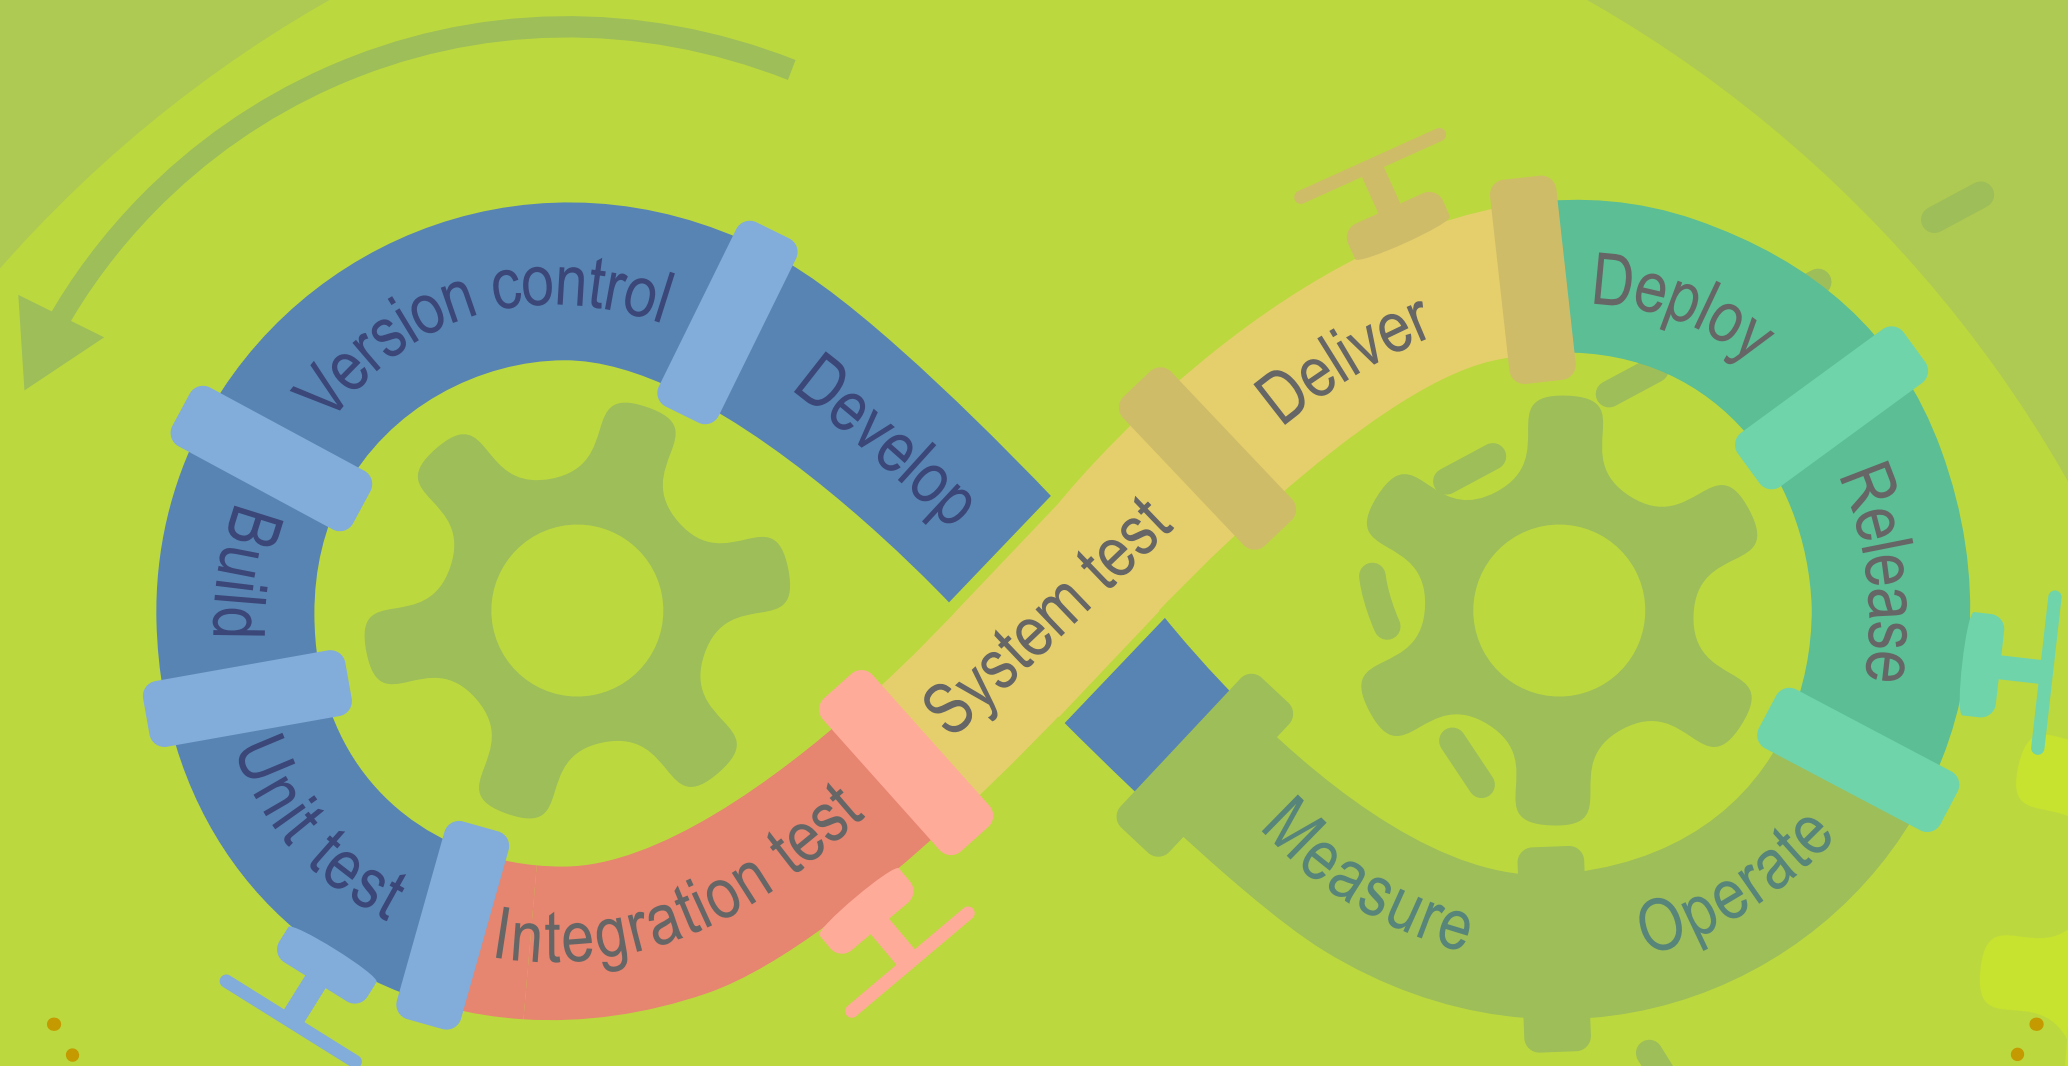 Develop
Version control
Build
Unit test
Integration test
System test
Deliver
Deploy
Release
Operate
Measure